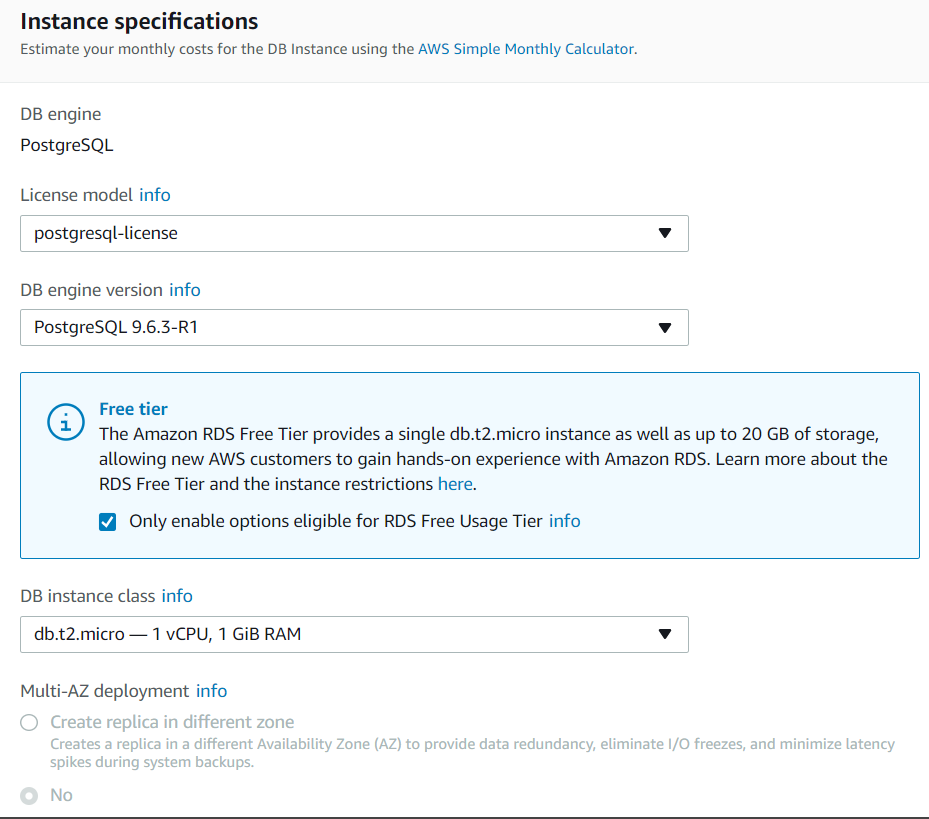 Instance specifications
Estimate your monthly costs for the DB Instance using the AWS Simple Monthly Calculator.
DB engine
PostgreSQL
License model info
postgresql-license
DB engine version info
PostgreSQL 9.6.3-R1
Free tier
The Amazon RDS Free Tier provides a single db.t2.micro instance as well as up to 20 GB of storage,
allowing new AWS customers to gain hands-on experience with Amazon RDS. Learn more about the
RDS Free Tier and the instance restrictions here.
Only enable options eligible for RDS Free Usage Tier info
DB instance class info
db.t2.micro — 1 vCPU, 1 GiB RAM
Multi-AZ deployment info
Create replica in different zone
Creates a replica in a different Availability Zone (AZ) to provide data redundancy, eliminate I/O freezes, and minimize latency
spikes during system backups.
No